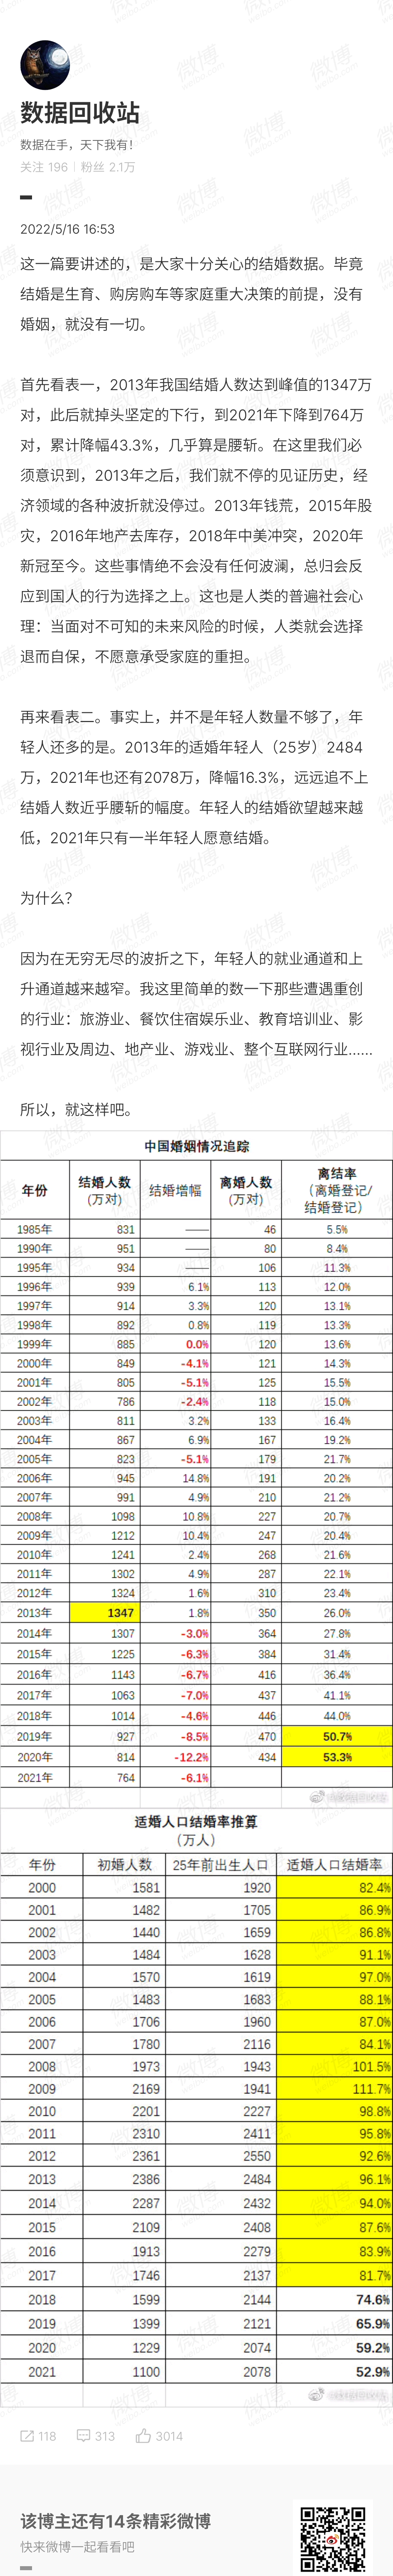 数据回收站
数据在手，天下我有！
关注 196 | 粉丝 2.1万
2022/5/16 16:53
这一篇要讲述的，是大家十分关心的结婚数据。毕竟
结婚是生育、购房购车等家庭重大决策的前提，没有
婚姻，就没有一切。
首先看表一，2013年我国结婚人数达到峰值的1347万
对，此后就掉头坚定的下行，到2021年下降到764万
对，累计降幅43.3%，几乎算是腰斩。在这里我们必
须意识到，2013年之后，我们就不停的见证历史，经
济领域的各种波折就没停过。2013年钱荒，2015年股
灾，2016年地产去库存，2018年中美冲突，2020年
新冠至今。这些事情绝不会没有任何波澜，总归会反
应到国人的行为选择之上。这也是人类的普遍社会心
理：当面对不可知的未来风险的时候，人类就会选择
退而自保，不愿意承受家庭的重担。
再来看表二。事实上，并不是年轻人数量不够了，年
轻人还多的是。2013年的适婚年轻人（25岁）2484
万，2021年也还有2078万，降幅16.3%，远远追不上
结婚人数近乎腰斩的幅度。年轻人的结婚欲望越来越
低，2021年只有一半年轻人愿意结婚。
为什么？
因为在无穷无尽的波折之下，年轻人的就业通道和上
升通道越来越窄。我这里简单的数一下那些遭遇重创
的行业：旅游业、餐饮住宿娱乐业、教育培训业、影
视行业及周边、地产业、游戏业、整个互联网行业……
所以，就这样吧。
中国婚姻情况追踪
年份 结婚人数（万对） 结婚增幅 离婚人数（万对） 离结率（离婚登记/结婚登记）
1985年 831 —— 46 5.5%
1990年 951 —— 80 8.4%
1995年 934 —— 106 11.3%
1996年 939 6.1% 113 12.0%
1997年 914 3.3% 120 13.1%
1998年 892 0.8% 119 13.3%
1999年 885 0.0% 120 13.6%
2000年 849 -4.1% 121 14.3%
2001年 805 -5.1% 125 15.5%
2002年 786 -2.4% 118 15.0%
2003年 811 3.2% 133 16.4%
2004年 867 6.9% 167 19.2%
2005年 823 -5.1% 179 21.7%
2006年 945 14.8% 191 20.2%
2007年 991 4.9% 210 21.2%
2008年 1098 10.8% 227 20.7%
2009年 1212 10.4% 247 20.4%
2010年 1241 2.4% 268 21.6%
2011年 1302 4.9% 287 22.1%
2012年 1324 1.6% 310 23.4%
2013年 1347 1.8% 350 26.0%
2014年 1307 -3.0% 364 27.8%
2015年 1225 -6.3% 384 31.4%
2016年 1143 -6.7% 416 36.4%
2017年 1063 -7.0% 437 41.1%
2018年 1014 -4.6% 446 44.0%
2019年 927 -8.5% 470 50.7%
2020年 814 -12.2% 434 53.3%
2021年 764 -6.1%
适婚人口结婚率推算
（万人）
年份 初婚人数 25年前出生人口 适婚人口结婚率
2000 1581 1920 82.4%
2001 1482 1705 86.9%
2002 1440 1659 86.8%
2003 1484 1628 91.1%
2004 1570 1619 97.0%
2005 1483 1683 88.1%
2006 1706 1960 87.0%
2007 1780 2116 84.1%
2008 1973 1943 101.5%
2009 2169 1941 111.7%
2010 2201 2227 98.8%
2011 2310 2411 95.8%
2012 2361 2550 92.6%
2013 2386 2484 96.1%
2014 2287 2432 94.0%
2015 2109 2408 87.6%
2016 1913 2279 83.9%
2017 1746 2137 81.7%
2018 1599 2144 74.6%
2019 1399 2121 65.9%
2020 1229 2074 59.2%
2021 1100 2078 52.9%
118 313 3014
该博主还有14条精彩微博
快来微博一起看看吧